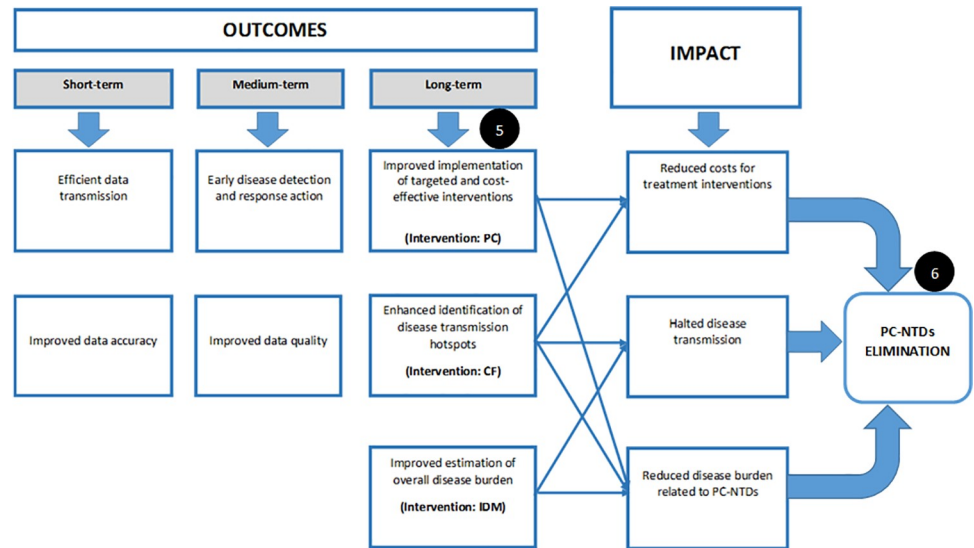 OUTCOMES
IMPACT
Short-term
Medium-term
Long-term
5
Efficient data
transmission
Early disease detection
and response action
Improved implementation
of targeted and cost-
effective interventions
(Intervention: PC)
Reduced costs for
treatment interventions
6
Improved data accuracy
Improved data quality
Enhanced identification of
disease transmission
hotspots
(Intervention: CF)
Halted disease
transmission
PC-NTDs
ELIMINATION
Improved estimation of
overall disease burden
(Intervention: IDM)
Reduced disease burden
related to PC-NTDs